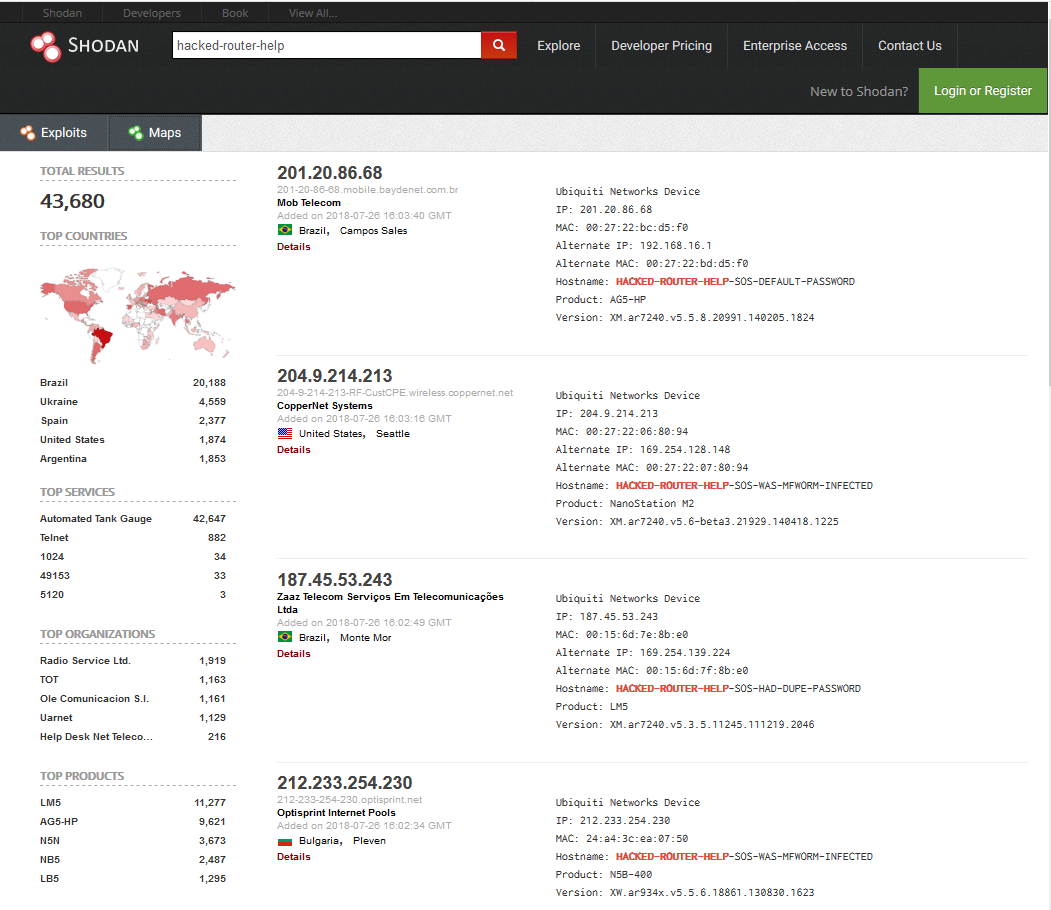 Shodan Developers Book View All...
SHODAN
hacked-router-help
Explore Developer Pricing Enterprise Access Contact Us
New to Shodan? Login or Register
Exploits Maps
TOTAL RESULTS
43,680
TOP COUNTRIES
Brazil 20,188
Ukraine 4,559
Spain 2,377
United States 1,874
Argentina 1,853
TOP SERVICES
Automated Tank Gauge 42,647
Telnet 882
1024 34
49153 33
5120 3
TOP ORGANIZATIONS
Radio Service Ltd. 1,919
TOT 1,163
Ole Comunicacion S.l. 1,161
Uarnet 1,129
Help Desk Net Teleco... 216
TOP PRODUCTS
LM5 11,277
AG5-HP 9,621
N5N 3,673
NB5 2,487
LB5 1,295
201.20.86.68
201-20-86-68.mobile.baydenet.com.br
Mob Telecom
Added on 2018-07-26 16:03:40 GMT
Brazil, Campos Sales
Details
Ubiquiti Networks Device
IP: 201.20.86.68
MAC: 00:27:22:bc:d5:f0
Alternate IP: 192.168.16.1
Alternate MAC: 00:27:22:bd:d5:f0
Hostname: HACKED-ROUTER-HELP-SOS-DEFAULT-PASSWORD
Product: AG5-HP
Version: XM.ar7240.v5.5.8.20991.140205.1824
204.9.214.213
204-9-214-213-RF-CustCPE.wireless.coppernet.net
CopperNet Systems
Added on 2018-07-26 16:03:16 GMT
United States, Seattle
Details
Ubiquiti Networks Device
IP: 204.9.214.213
MAC: 00:27:22:06:80:94
Alternate IP: 169.254.128.148
Alternate MAC: 00:27:22:07:80:94
Hostname: HACKED-ROUTER-HELP-SOS-WAS-MFWORM-INFECTED
Product: NanoStation M2
Version: XM.ar7240.v5.6-beta3.21929.140418.1225
187.45.53.243
Zaaz Telecom Serviços Em Telecomunicações
Ltda
Added on 2018-07-26 16:02:49 GMT
Brazil, Monte Mor
Details
Ubiquiti Networks Device
IP: 187.45.53.243
MAC: 00:15:6d:7e:8b:e0
Alternate IP: 169.254.139.224
Alternate MAC: 00:15:6d:7f:8b:e0
Hostname: HACKED-ROUTER-HELP-SOS-HAD-DUPE-PASSWORD
Product: LM5
Version: XM.ar7240.v5.3.5.11245.111219.2046
212.233.254.230
212-233-254-230.optisprint.net
Optisprint Internet Pools
Added on 2018-07-26 16:02:34 GMT
Bulgaria, Pleven
Details
Ubiquiti Networks Device
IP: 212.233.254.230
MAC: 24:a4:3c:ea:07:50
Hostname: HACKED-ROUTER-HELP-SOS-WAS-MFWORM-INFECTED
Product: N5B-400
Version: XW.ar934x.v5.5.6.18861.130830.1623